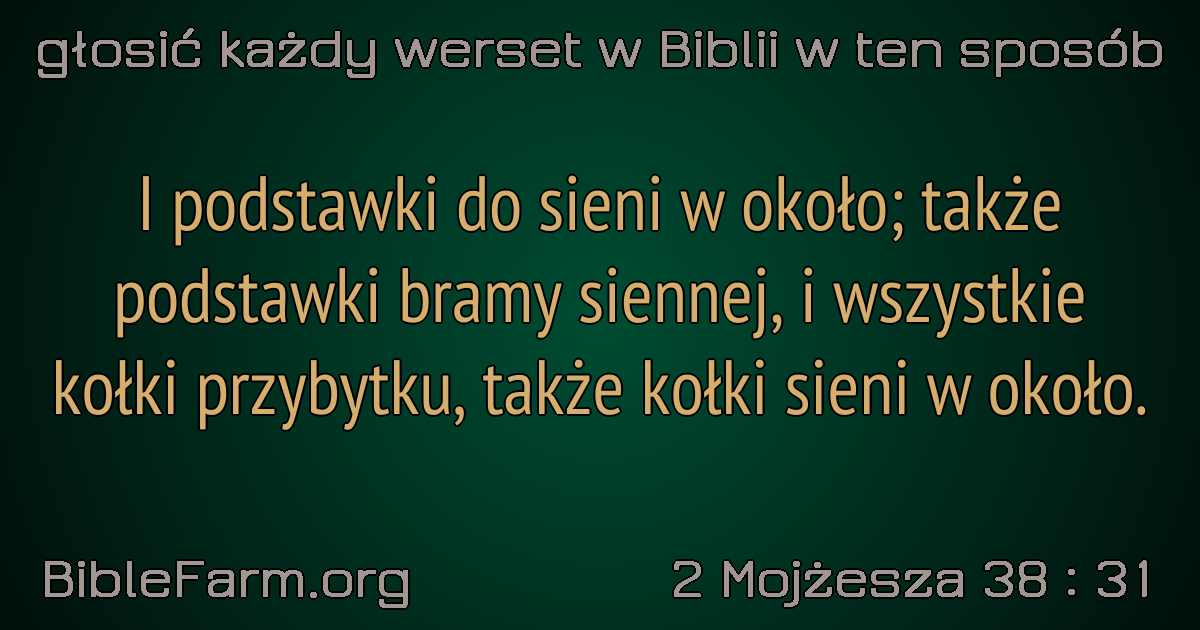 głosić każdy werset w Biblii w ten sposób
I podstawki do sieni w około; także
podstawki bramy siennej, i wszystkie
kołki przybytku, także kołki sieni w około.
BibleFarm.org
2 Mojżesza 38 : 31